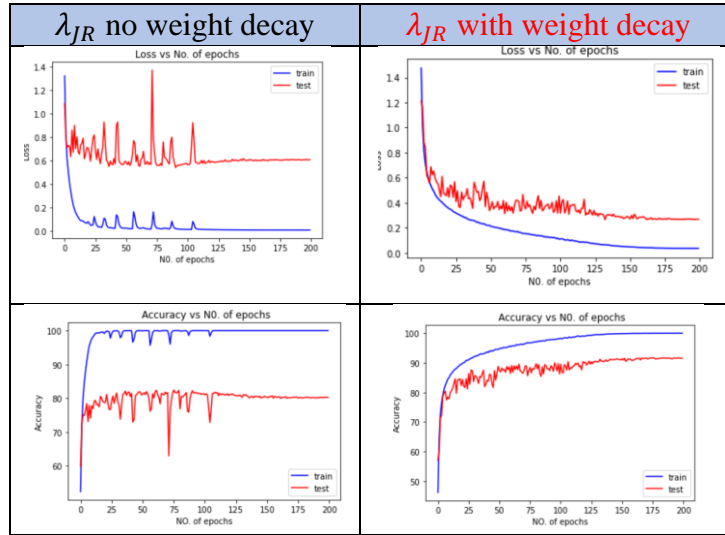 λ_JR no weight decay
λ_JR with weight decay
Loss vs No. of epochs
train
test
1.4
1.2
1.0
0.8
0.6
0.4
0.2
0.0
Loss
0 25 50 75 100 125 150 175 200
N0. of epochs
Loss vs N0. of epochs
train
test
1.4
1.2
1.0
0.8
0.6
0.4
0.2
0.0
Loss
0 25 50 75 100 125 150 175 200
N0. of epochs
Accuracy vs N0. of epochs
100
90
80
70
60
Accuracy
train
test
0 25 50 75 100 125 150 175 200
NO. of epochs
Accuracy vs N0. of epochs
100
90
80
70
60
50
Accuracy
train
test
0 25 50 75 100 125 150 175 200
NO. of epochs